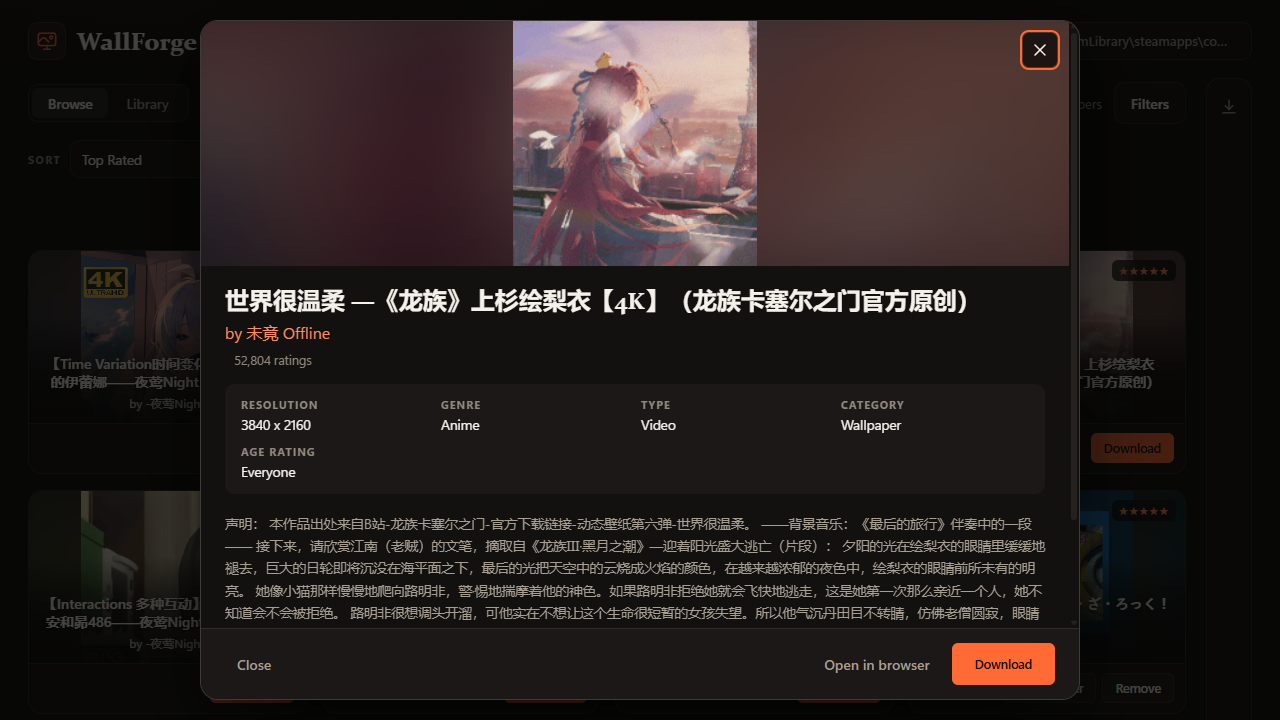 WallForge
mLibrary\steamapps\co...
Browse
Library
pers
Filters
SORT
Top Rated
4K
ULTRA HD
【Time Variation时间变化
的伊蕾娜——夜莺Night
by -夜莺Nigh
★★★★★
上杉绘梨衣
门官方原创）
Download
【Interactions 多种互动】
安和昴486——夜莺Night
by -夜莺Nigh
★★★★★
・ざ・ろっく！
er
Remove
世界很温柔 —《龙族》上杉绘梨衣【4K】（龙族卡塞尔之门官方原创）
by 未竟 Offline
52,804 ratings
RESOLUTION
GENRE
TYPE
CATEGORY
3840 x 2160
Anime
Video
Wallpaper
AGE RATING
Everyone
声明： 本作品出处来自B站-龙族卡塞尔之门-官方下载链接-动态壁纸第六弹-世界很温柔。 ——背景音乐：《最后的旅行》伴奏中的一段
—— 接下来，请欣赏江南（老贼）的文笔，摘取自《龙族III·黑月之潮》—迎着阳光盛大逃亡（片段）： 夕阳的光在绘梨衣的眼睛里缓缓地
褪去，巨大的日轮即将沉没在海平面之下，最后的光把天空中的云烧成火焰的颜色，在越来越浓郁的夜色中，绘梨衣的眼睛前所未有的明
亮。 她像小猫那样慢慢地爬向路明非，警惕地揣摩着他的神色。如果路明非拒绝她就会飞快地逃走，这是她第一次那么亲近一个人，她不
知道会不会被拒绝。 路明非很想调头开溜，可他实在不想让这个生命很短暂的女孩失望。所以他气沉丹田目不转睛，仿佛老僧圆寂，眼睛
Close
Open in browser
Download